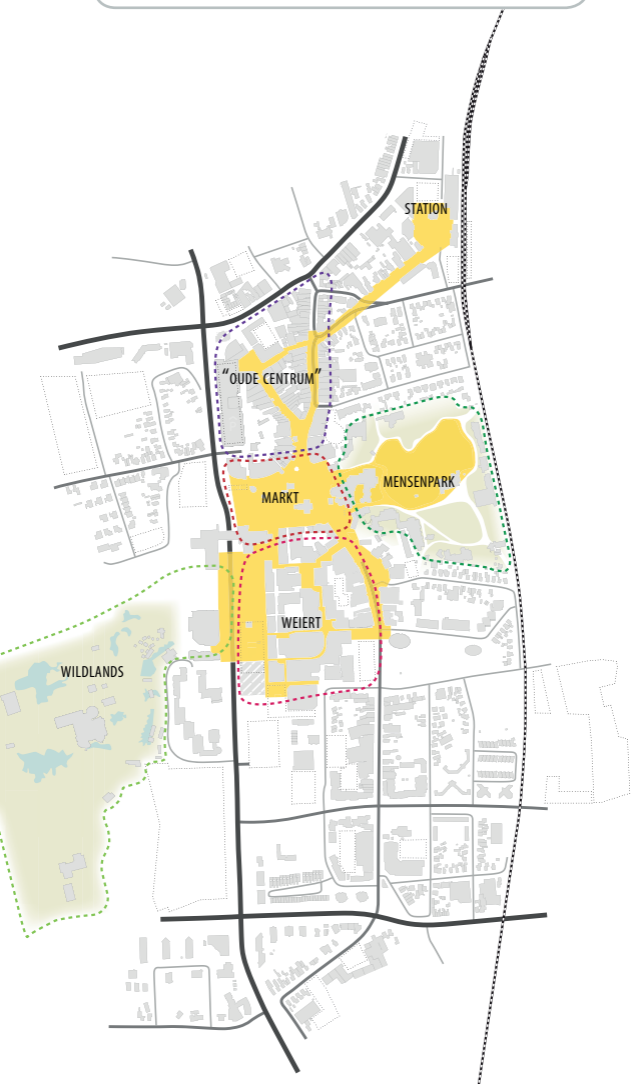 STATION
“OUDE CENTRUM”
MARKT
MENSENPARK
WEIERT
WILDLANDS